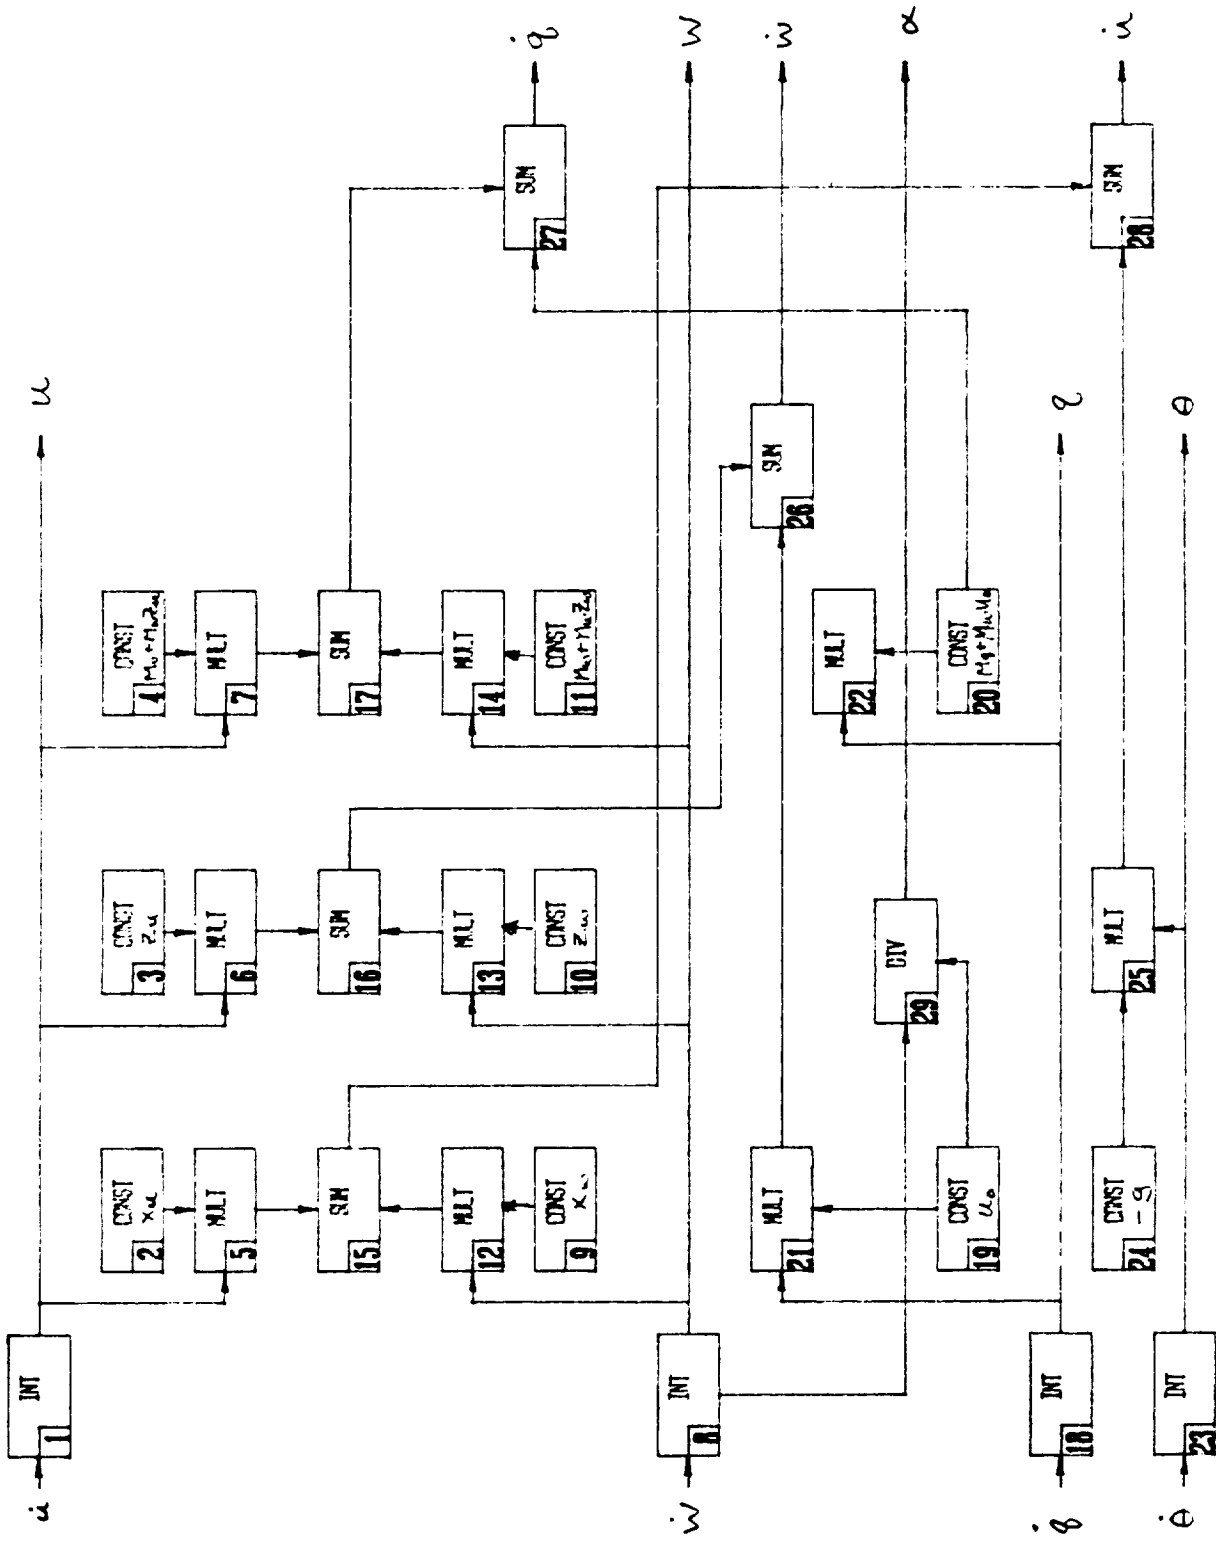 u̇
INT
1
CONST
Xu
2
MULT
5
SUM
15
MULT
12
CONST
Xw
9
CONST
Zu
3
MULT
6
SUM
16
MULT
13
CONST
Zw
10
CONST
4
MULT
7
SUM
17
MULT
14
CONST
11
u
ẇ
INT
8
MULT
21
CONST
u₀
19
DIV
29
MULT
22
CONST
20
SUM
26
SUM
27
q̇
w
ẇ
α
q̇
INT
18
q
CONST
-g
24
MULT
25
SUM
28
u̇
θ̇
INT
23
θ